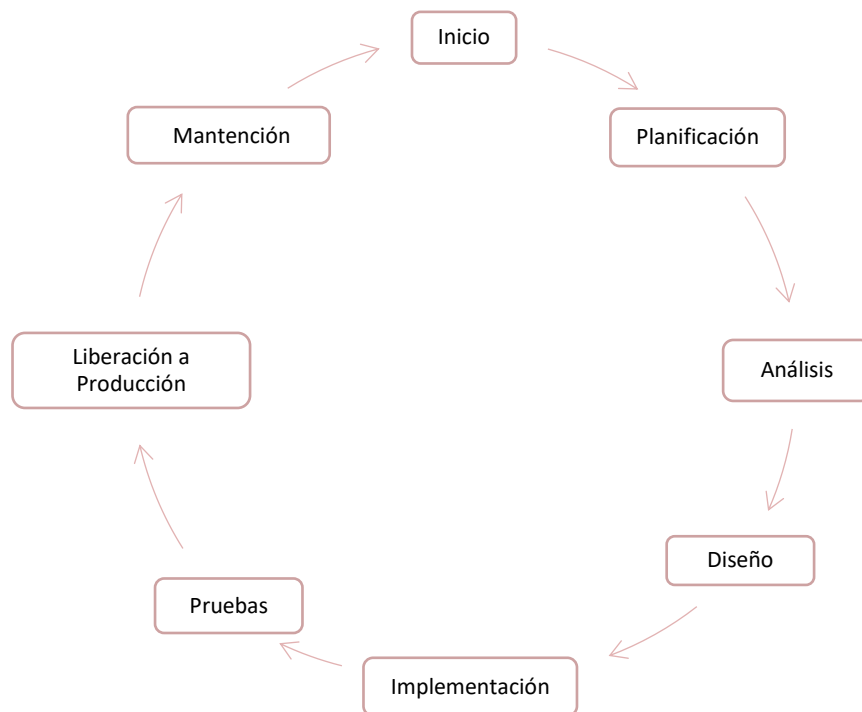 Inicio
Planificación
Análisis
Diseño
Implementación
Pruebas
Liberación a
Producción
Mantención